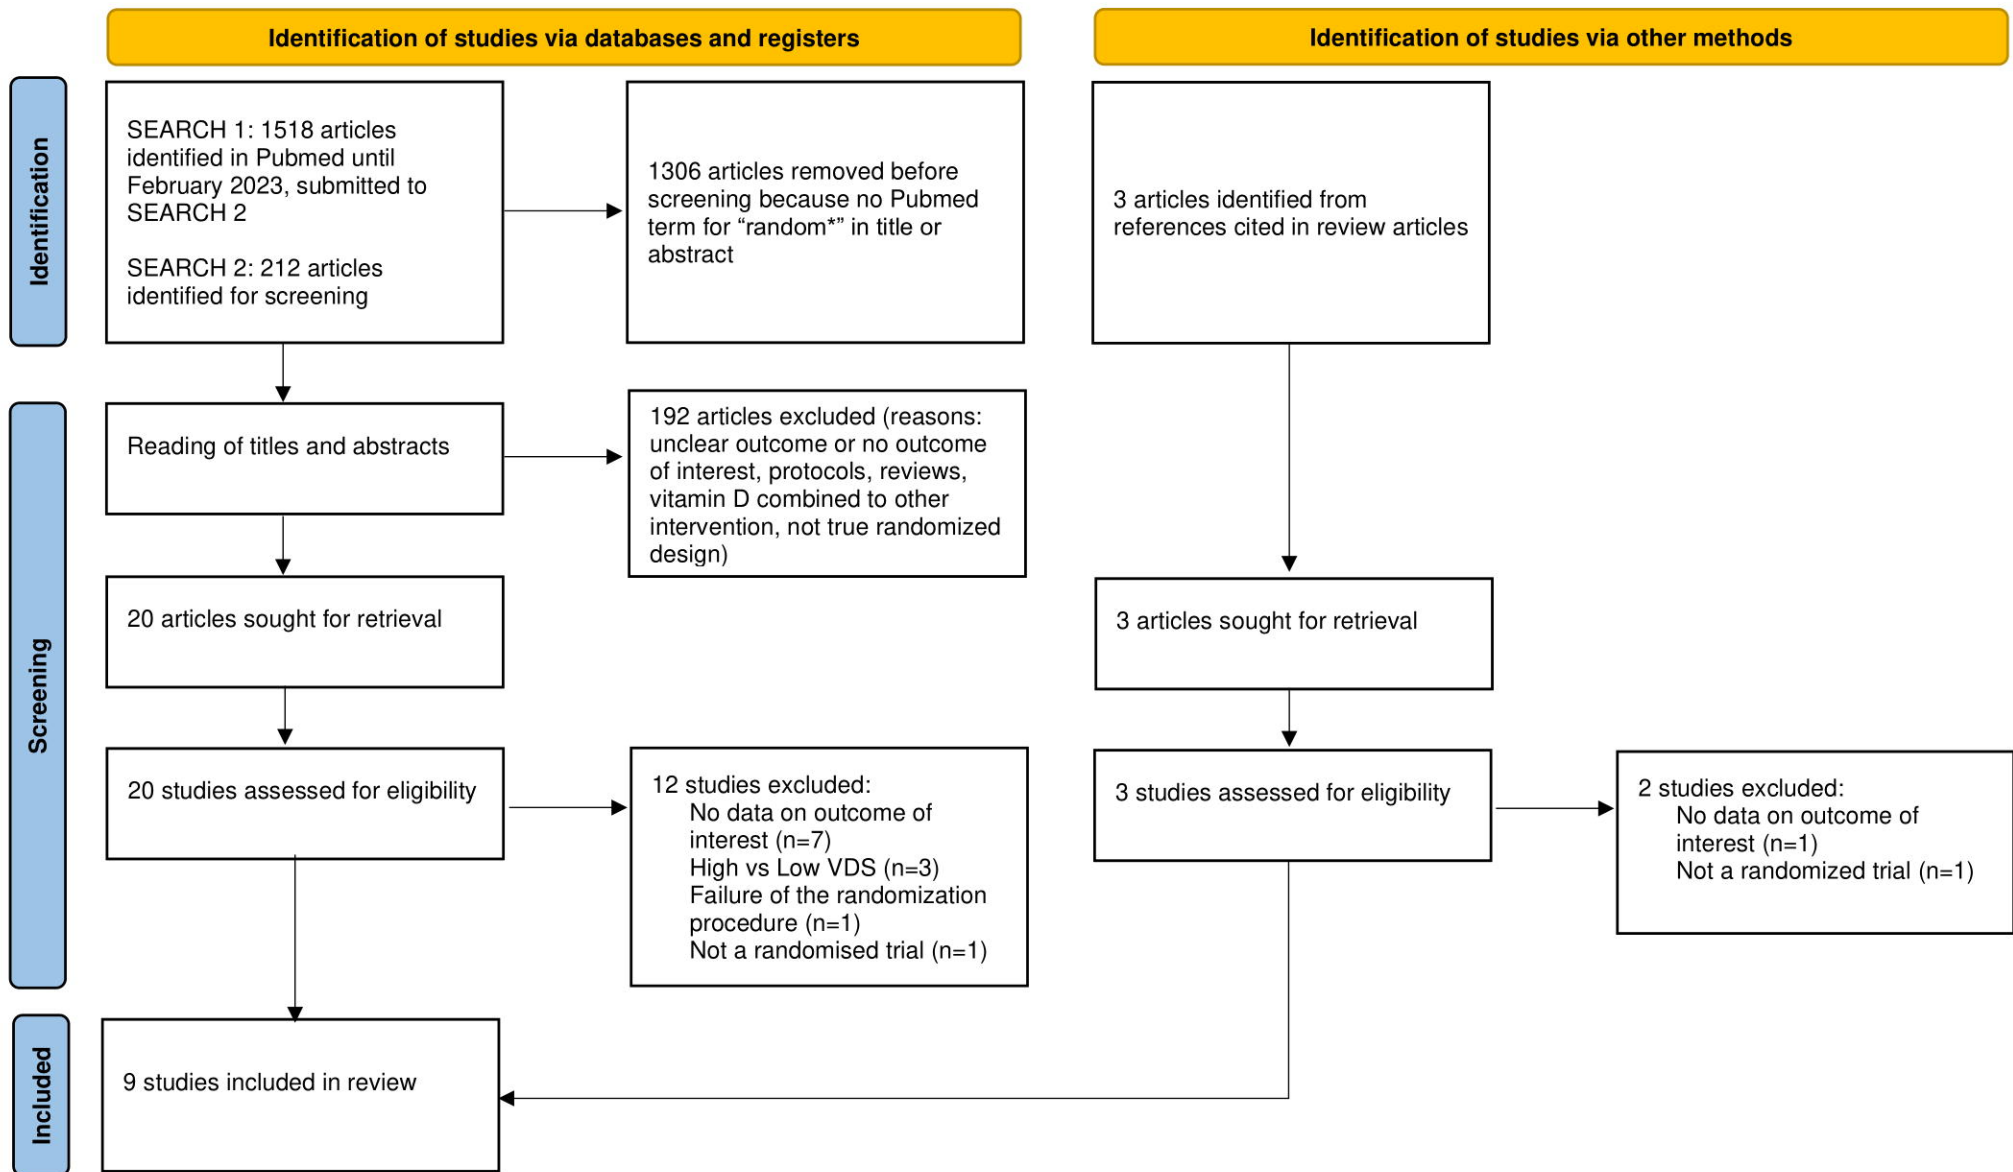 Identification of studies via databases and registers
Identification of studies via other methods
Identification
SEARCH 1: 1518 articles
identified in Pubmed until
February 2023, submitted to
SEARCH 2
SEARCH 2: 212 articles
identified for screening
1306 articles removed before
screening because no Pubmed
term for “random*” in title or
abstract
3 articles identified from
references cited in review articles
Screening
Reading of titles and abstracts
192 articles excluded (reasons:
unclear outcome or no outcome
of interest, protocols, reviews,
vitamin D combined to other
intervention, not true randomized
design)
20 articles sought for retrieval
3 articles sought for retrieval
20 studies assessed for eligibility
12 studies excluded:
No data on outcome of
interest (n=7)
High vs Low VDS (n=3)
Failure of the randomization
procedure (n=1)
Not a randomised trial (n=1)
3 studies assessed for eligibility
2 studies excluded:
No data on outcome of
interest (n=1)
Not a randomized trial (n=1)
Included
9 studies included in review